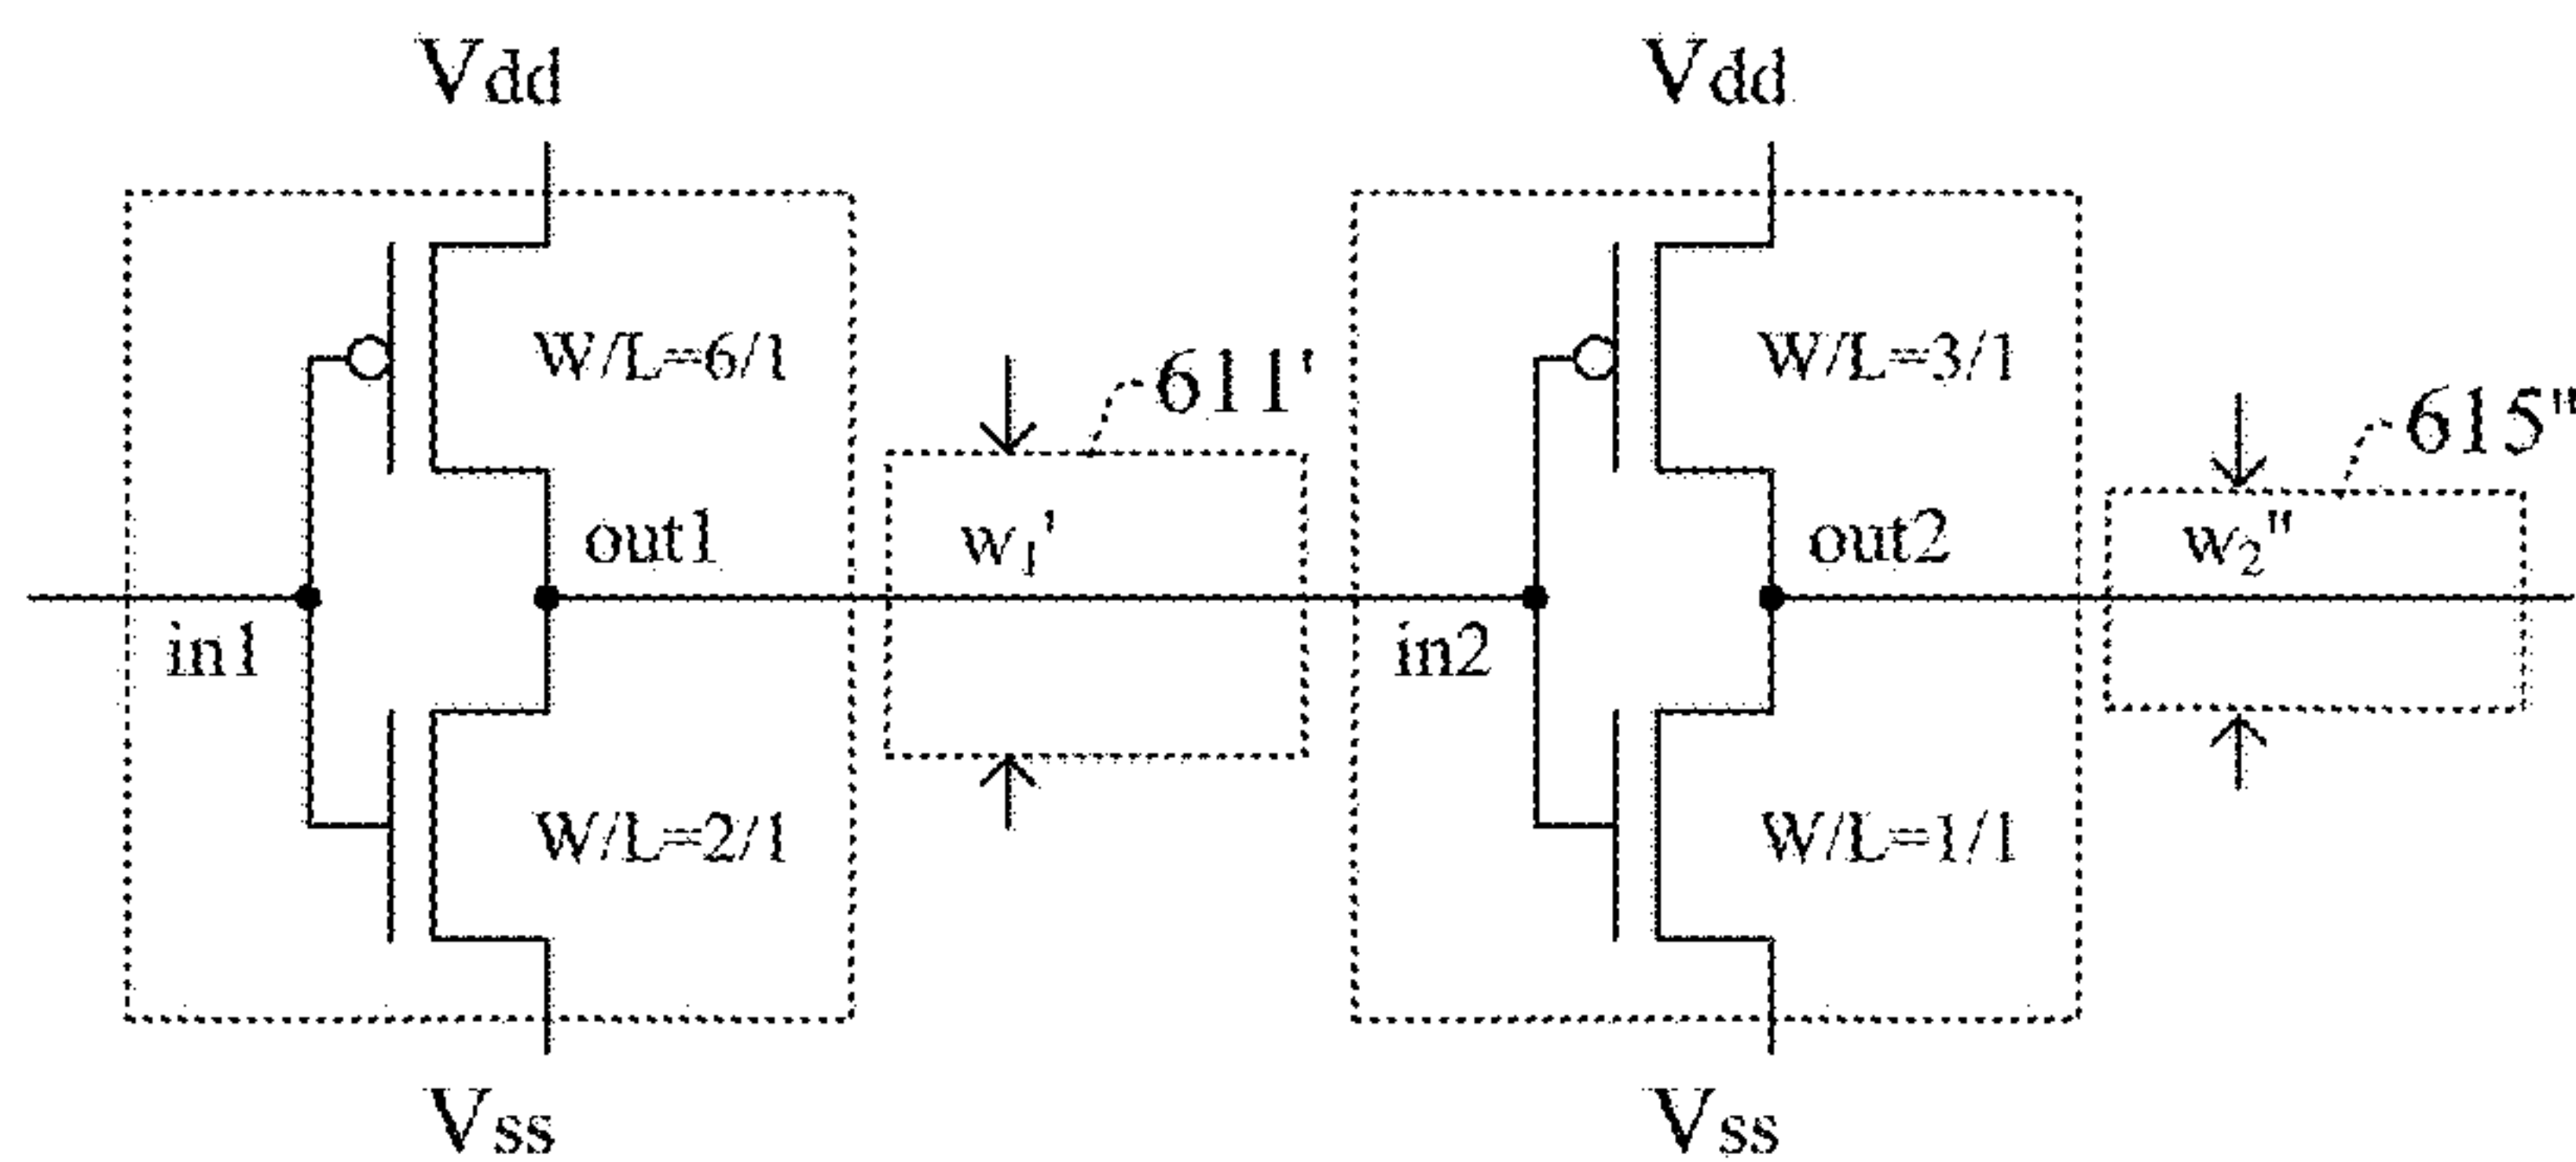 Vdd
Vdd
W/L=6/1
W/L=3/1
611'
615"
out1
w₁'
out2
w₂"
in1
in2
W/L=2/1
W/L=1/1
Vss
Vss